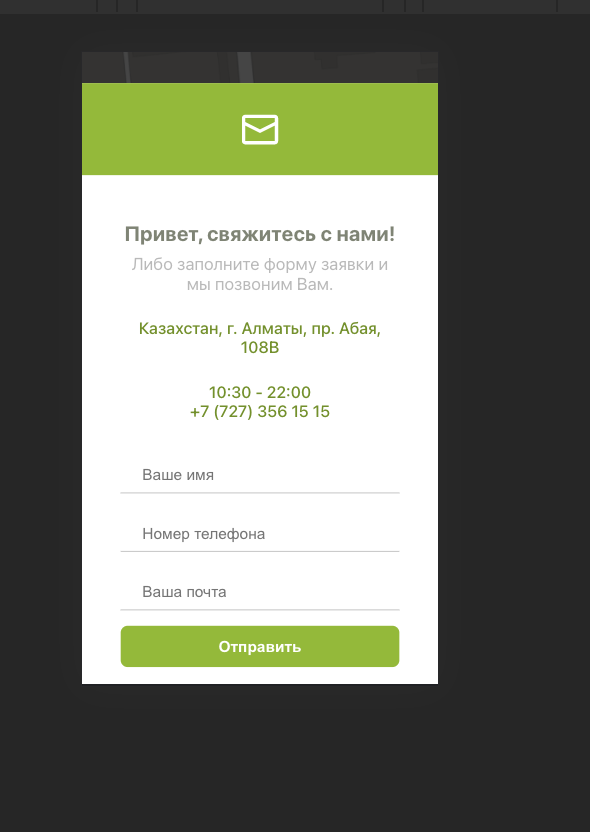 Привет, свяжитесь с нами!
Либо заполните форму заявки и
мы позвоним Вам.
Казахстан, г. Алматы, пр. Абая,
108В
10:30 - 22:00
+7 (727) 356 15 15
Ваше имя
Номер телефона
Ваша почта
Отправить